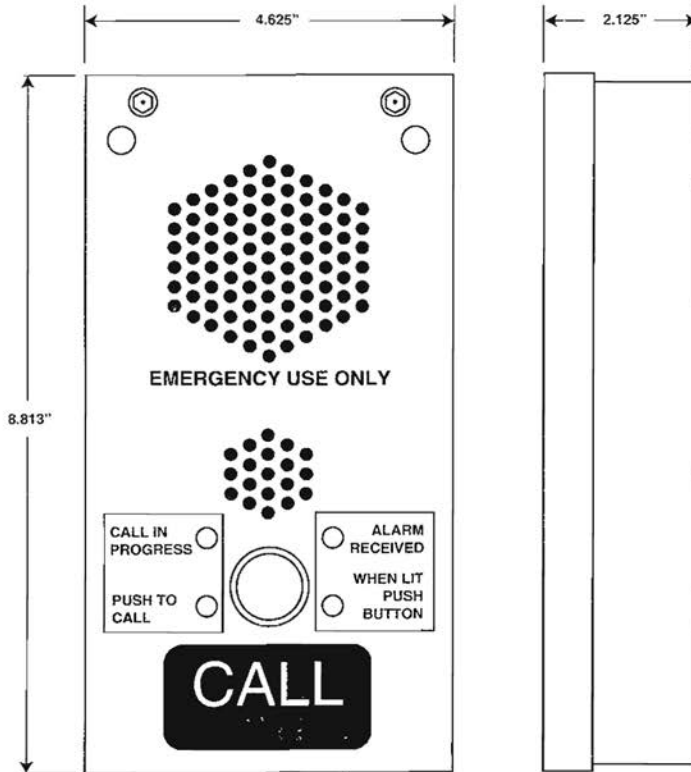 4.625"
2.125"
8.813"
EMERGENCY USE ONLY
CALL IN
PROGRESS
PUSH TO
CALL
ALARM
RECEIVED
WHEN LIT
PUSH
BUTTON
CALL